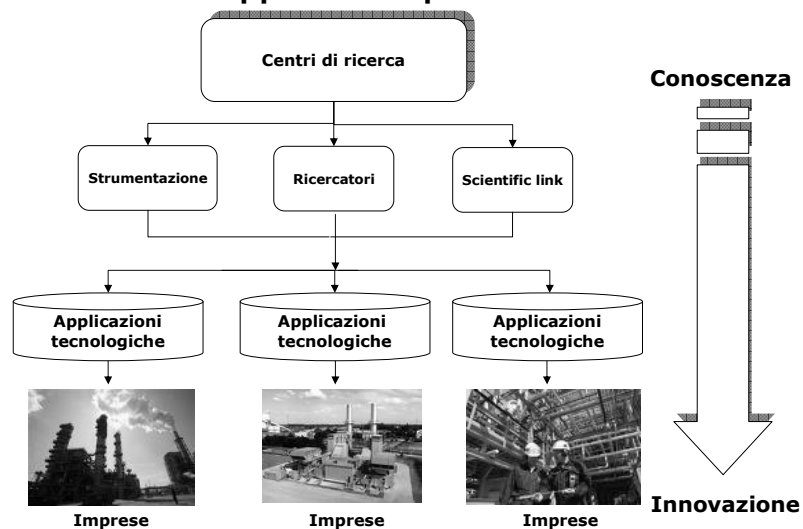 Centri di ricerca
Conoscenza
Strumentazione
Ricercatori
Scientific link
Applicazioni
tecnologiche
Applicazioni
tecnologiche
Applicazioni
tecnologiche
Imprese
Imprese
Imprese
Innovazione